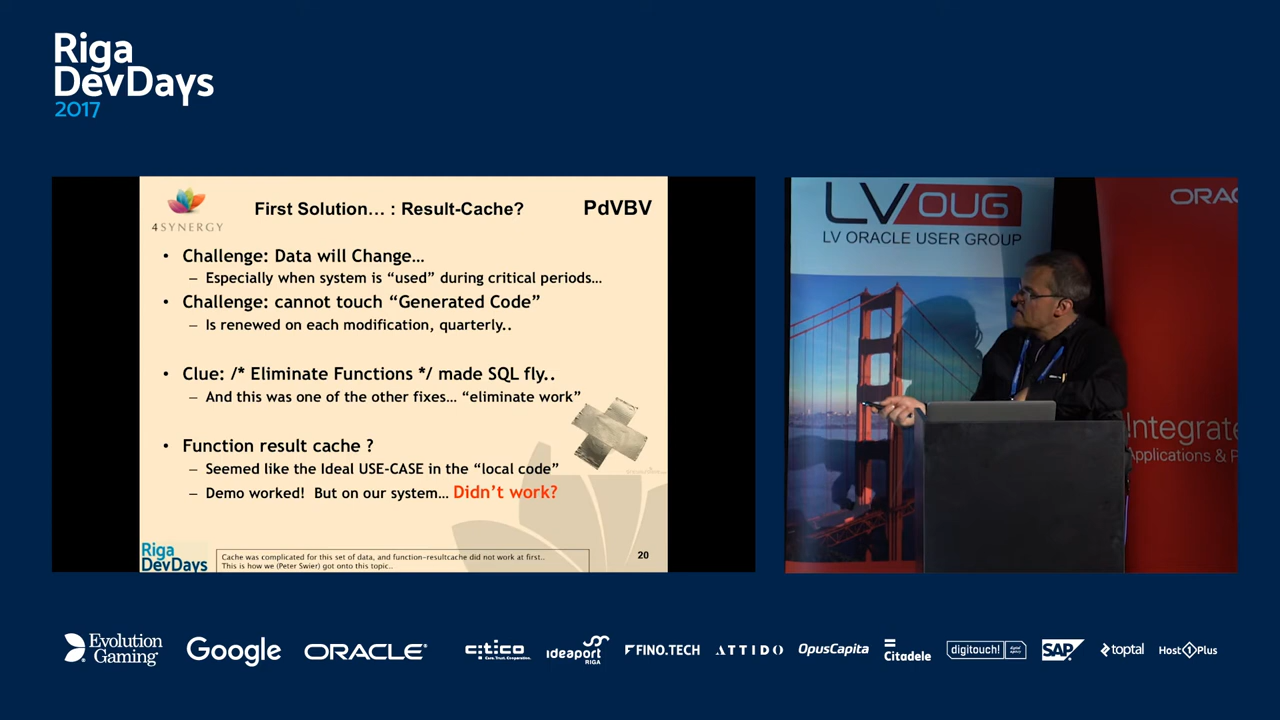 Riga
DevDays
2017
4SYNERGY
First Solution… : Result-Cache?
PdVBV
• Challenge: Data will Change…
– Especially when system is “used” during critical periods…
• Challenge: cannot touch “Generated Code”
– Is renewed on each modification, quarterly..
• Clue: /* Eliminate Functions */ made SQL fly..
– And this was one of the other fixes… “eliminate work”
• Function result cache ?
– Seemed like the Ideal USE-CASE in the “local code”
– Demo worked! But on our system… Didn’t work?
Riga
DevDays
Cache was complicated for this set of data, and function-resultcache did not work at first..
This is how we (Peter Swier) got onto this topic..
20
LVOUG
LV ORACLE USER GROUP
ORAC
Integrate
Applications & P
Evolution
Gaming
Google
ORACLE
citico
Care. Trust. Cooperation.
ideaport
RIGA
FINO.TECH
ATTIDO
OpusCapita
Citadele
digitouch!
SAP
toptal
Host1Plus